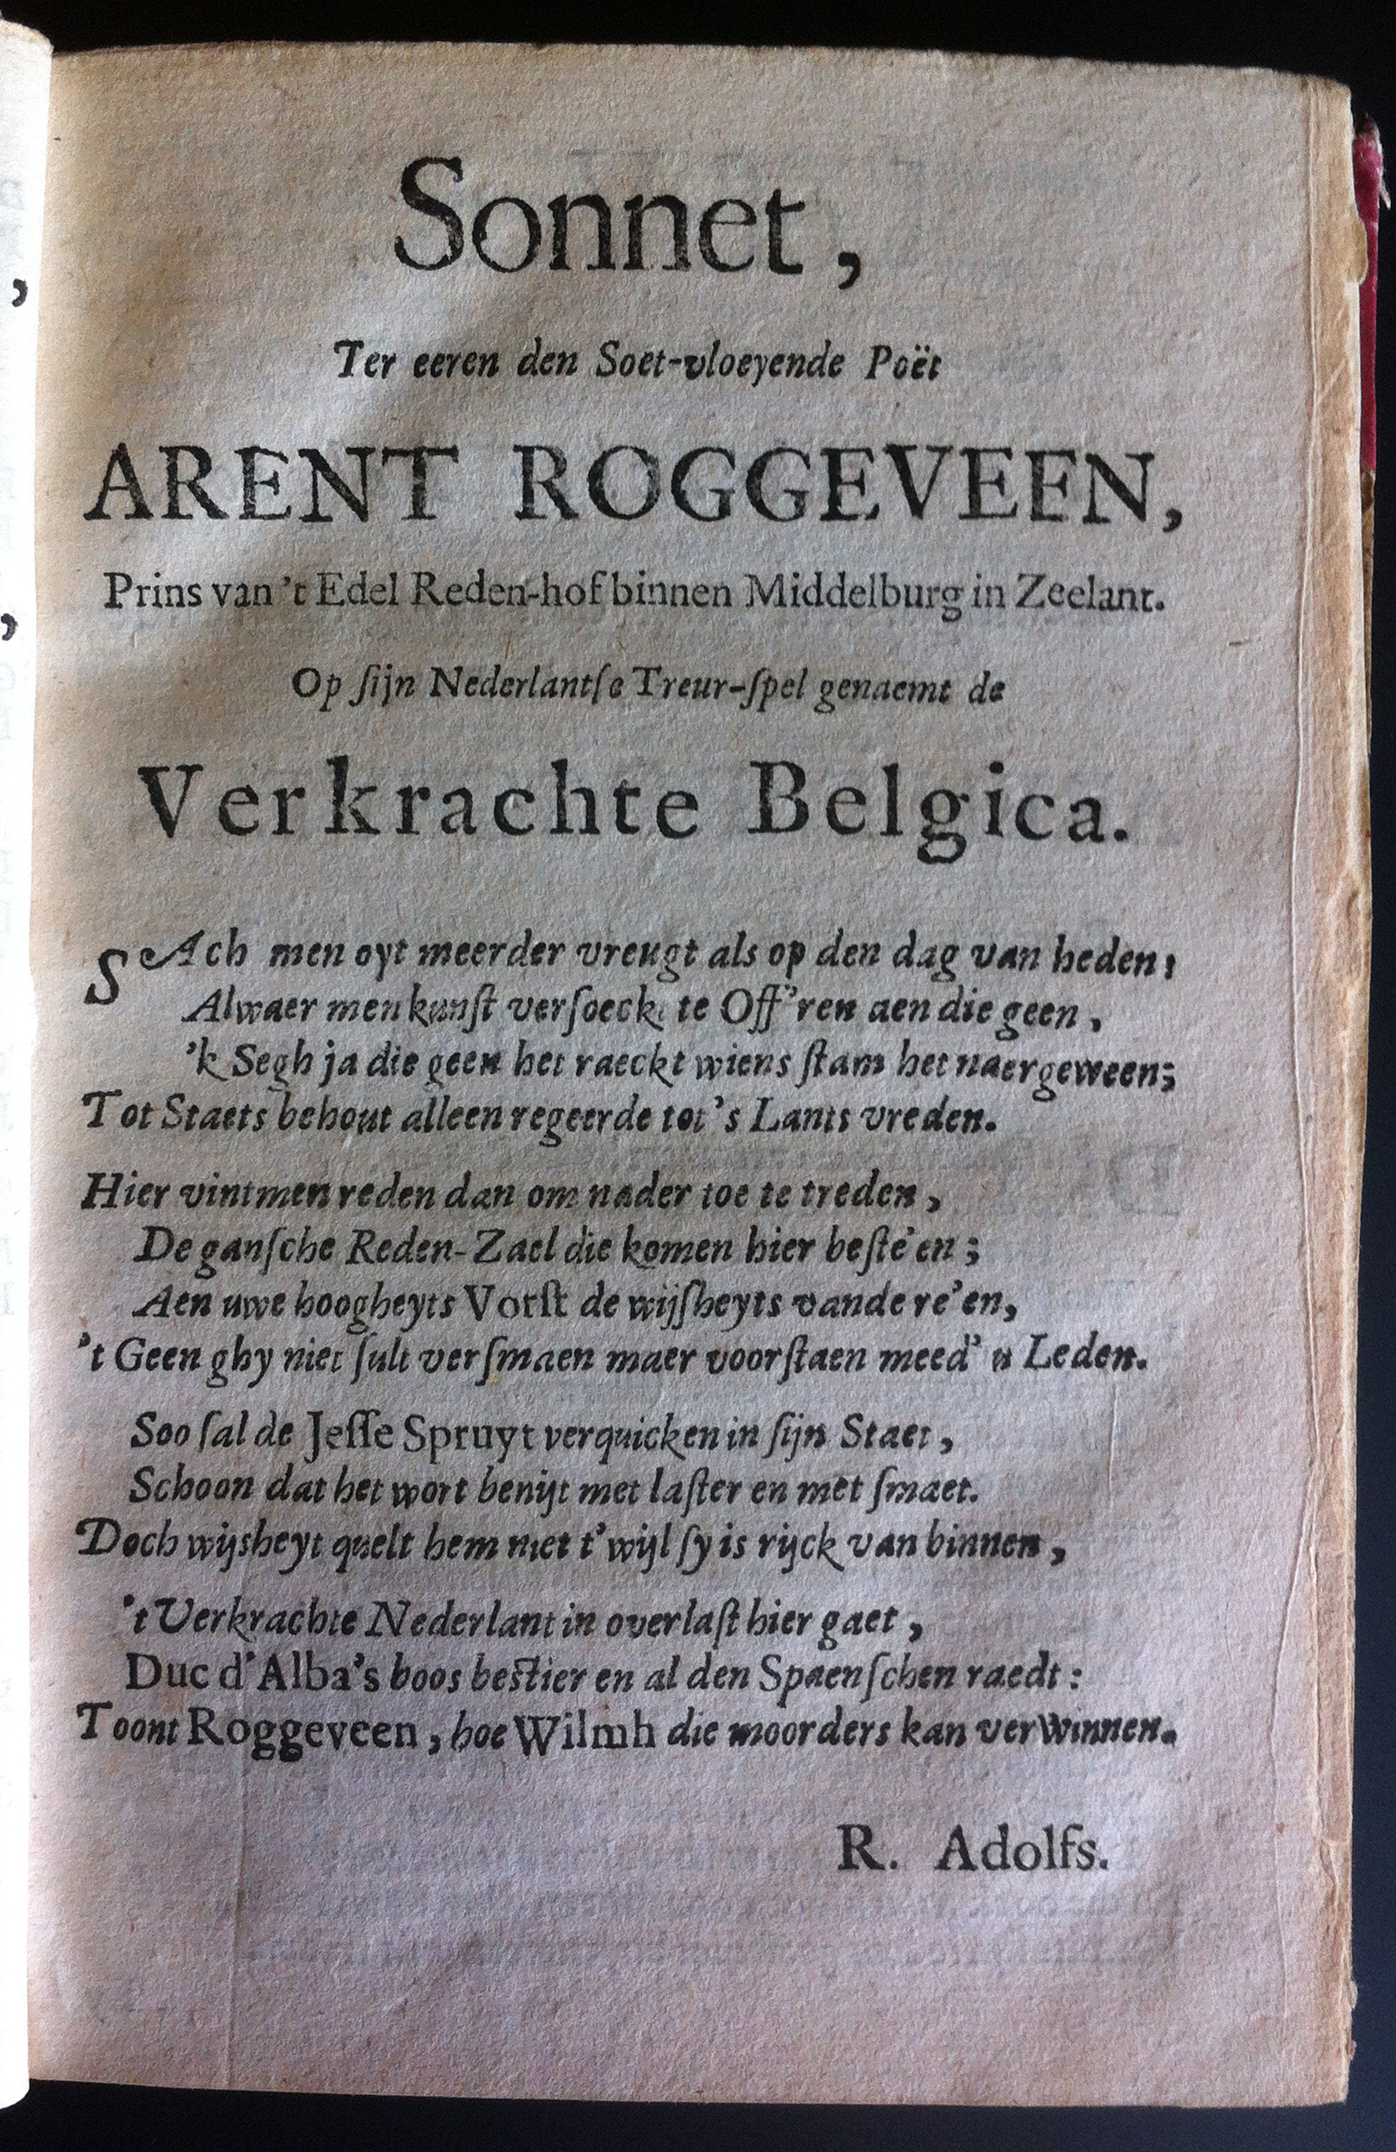 Sonnet,
Ter eeren den Soet-vloeyende Poët
ARENT ROGGEVEEN,
Prins van 't Edel Reden-hof binnen Middelburg in Zeelant.
Op ſijn Nederlantſe Treur-ſpel genaemt de
Verkrachte Belgica.
SAch men oyt meerder vreugt als op den dag van heden;
Alwaer men kunſt verſoeckt te Off'ren aen die geen,
'k Segh ja die geen het raeckt wiens ſtam het naergeween;
Tot Staets behout alleen regeerde tot 's Lants vreden.
Hier vintmen reden dan om nader toe te treden,
De ganſche Reden-Zael die komen hier beſte'en;
Aen uwe hoogheyts Vorſt de wijſheyts vande re'en,
't Geen ghy niet ſult verſmaen maer voorſtaen meed' u Leden.
Soo ſal de Jeſſe Spruyt verquicken in ſijn Staet,
Schoon dat het wort benijt met laſter en met ſmaet.
Doch wijsheyt quelt hem niet t'wijl ſy is rijck van binnen,
't Verkrachte Nederlant in overlaſt hier gaet,
Duc d'Alba's boos beſtier en al den Spaenſchen raedt:
Toont Roggeveen, hoe Wilmh die moorders kan verwinnen.
R. Adolfs.